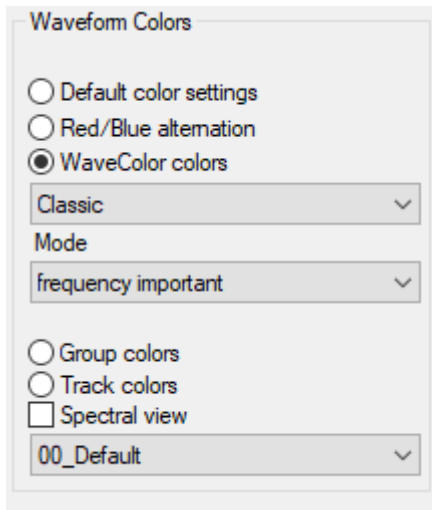 Waveform Colors
Default color settings
Red/Blue alternation
WaveColor colors
Classic
Mode
frequency important
Group colors
Track colors
Spectral view
00_Default